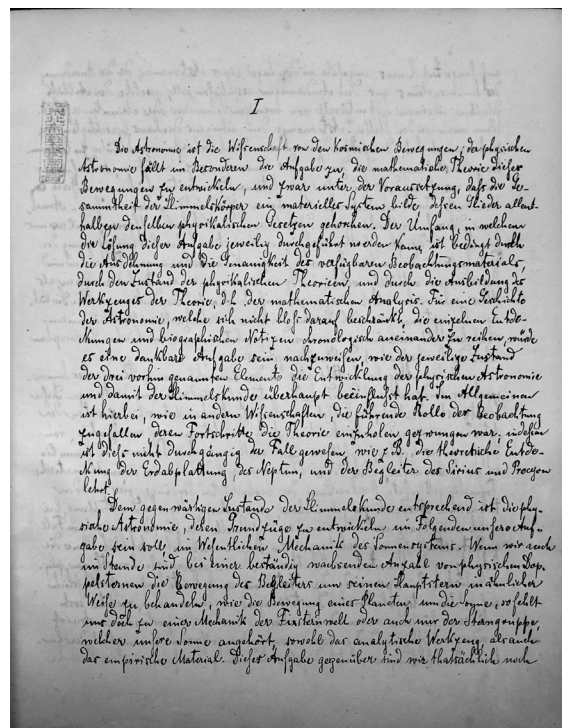 I
Die Astronomie ist die Wissenschaft von den kosmischen Bewegungen; der physischen
Astronomie fällt im Besonderen die Aufgabe zu, die mathematische Theorie dieser
Bewegungen zu entwickeln, und zwar unter der Voraussetzung, daß die Ge-
sammtheit der Himmelskörper ein materielles System bilde, dessen Glieder allent
halben denselben physikalischen Gesetzen gehorchen. Der Umfang, in welchem
die Lösung dieser Aufgabe jeweilig durchgeführt werden kann, ist bedingt durch
die Ausdehnung und die Genauigkeit des verfügbaren Beobachtungsmaterials,
durch den Zustand der physikalischen Theorieen, und durch die Ausbildung des
Werkzeuges der Theorie, d. h. der mathematischen Analysis. Für eine Geschichte
der Astronomie, welche sich nicht bloß darauf beschränkt, die einzelnen Entde-
ckungen und biographischen Notizen chronologisch aneinander zu reihen, würde
es eine dankbare Aufgabe sein nachzuweisen, wie der jeweilige Zustand
der drei vorhin genannten Elemente die Entwicklung der physischen Astronomie
und damit der Himmelskunde überhaupt beeinflußt hat. Im Allgemeinen
ist hierbei, wie in andern Wissenschaften, die führende Rolle der Beobachtung
zugefallen, deren Fortschritte die Theorie einzuholen gezwungen war; indessen
ist dieß nicht durchgängig der Fall gewesen, wie z. B. die theoretische Entde-
ckung der Erdabplattung, des Neptun, und der Begleiter des Sirius und Procyon
lehrt.
Dem gegenwärtigen Zustande der Himmelskunde entsprechend ist die phy-
sische Astronomie, deren Grundzüge zu entwickeln im Folgenden unsere Auf-
gabe sein soll, im Wesentlichen Mechanik des Sonnensystems. Wenn wir auch
im Stande sind, bei einer beständig wachsenden Anzahl von physischen Dop-
pelsternen die Bewegung des Begleiters um seinen Hauptstern in ähnlicher
Weise zu behandeln, wie die Bewegung eines Planeten um die Sonne, so fehlt
uns doch zu einer Mechanik der Fixsternwelt oder auch nur der Sterngruppe,
welcher unsere Sonne angehört, sowohl das analytische Werkzeug, als auch
das empirische Material. Dieser Aufgabe gegenüber sind wir thatsächlich noch